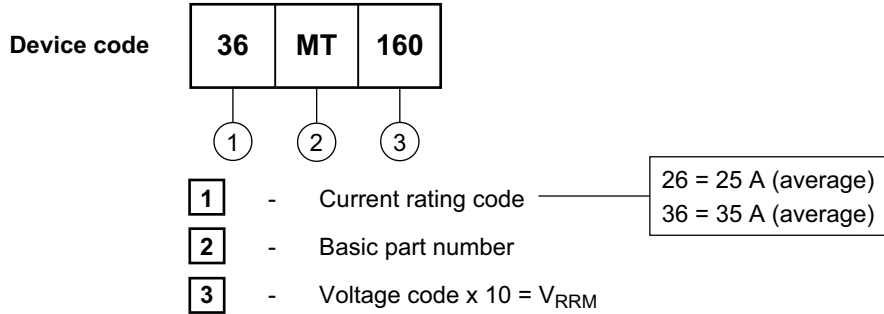 Device code 36 MT 160
1 2 3
1 - Current rating code
26 = 25 A (average)
36 = 35 A (average)
2 - Basic part number
3 - Voltage code x 10 = VRRM